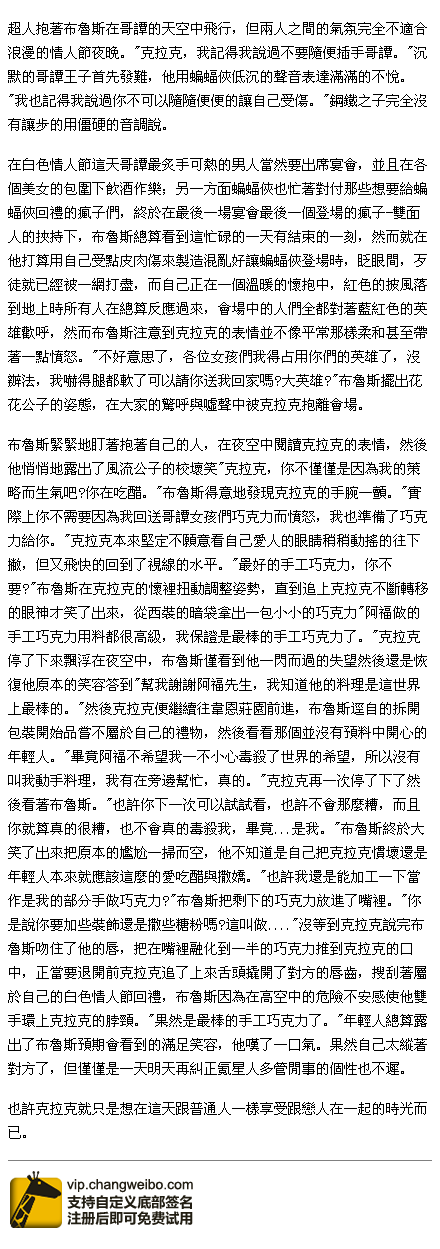 超人抱著布魯斯在哥譚的天空中飛行，但兩人之間的氣氛完全不適合
浪漫的情人節夜晚。"克拉克，我記得我說過不要隨便插手哥譚。"沉
默的哥譚王子首先發難，他用蝙蝠俠低沉的聲音表達滿滿的不悅。
"我也記得我說過你不可以隨隨便便的讓自己受傷。"鋼鐵之子完全沒
有讓步的用僵硬的音調說。
在白色情人節這天哥譚最炙手可熱的男人當然要出席宴會，並且在各
個美女的包圍下飲酒作樂；另一方面蝙蝠俠也忙著對付那些想要給蝙
蝠俠回禮的瘋子們，終於在最後一場宴會最後一個登場的瘋子-雙面
人的挾持下，布魯斯總算看到這忙碌的一天有結束的一刻，然而就在
他打算用自己受點皮肉傷來製造混亂好讓蝙蝠俠登場時，眨眼間，歹
徒就已經被一網打盡，而自己正在一個溫暖的懷抱中，紅色的披風落
到地上時所有人在總算反應過來，會場中的人們全都對著藍紅色的英
雄歡呼，然而布魯斯注意到克拉克的表情並不像平常那樣柔和甚至帶
著一點憤怒。"不好意思了，各位女孩們我得占用你們的英雄了，沒
辦法，我嚇得腿都軟了可以請你送我回家嗎?大英雄?"布魯斯擺出花
花公子的姿態，在大家的驚呼與噓聲中被克拉克抱離會場。
布魯斯緊緊地盯著抱著自己的人，在夜空中閱讀克拉克的表情，然後
他悄悄地露出了風流公子的校壞笑"克拉克，你不僅僅是因為我的策
略而生氣吧?你在吃醋。"布魯斯得意地發現克拉克的手腕一顫。"實
際上你不需要因為我回送哥譚女孩們巧克力而憤怒，我也準備了巧克
力給你。"克拉克本來堅定不願意看自己愛人的眼睛稍稍動搖的往下
撇，但又飛快的回到了視線的水平。"最好的手工巧克力，你不
要?"布魯斯在克拉克的懷裡扭動調整姿勢，直到追上克拉克不斷轉移
的眼神才笑了出來，從西裝的暗袋拿出一包小小的巧克力"阿福做的
手工巧克力用料都很高級，我保證是最棒的手工巧克力了。"克拉克
停了下來飄浮在夜空中，布魯斯僅看到他一閃而過的失望然後還是恢
復他原本的笑容答到"幫我謝謝阿福先生，我知道他的料理是這世界
上最棒的。"然後克拉克便繼續往韋恩莊園前進，布魯斯逕自的拆開
包裝開始品嘗不屬於自己的禮物，然後看看那個並沒有預料中開心的
年輕人。"畢竟阿福不希望我一不小心毒殺了世界的希望，所以沒有
叫我動手料理，我有在旁邊幫忙，真的。"克拉克再一次停了下了然
後看著布魯斯。"也許你下一次可以試試看，也許不會那麼糟，而且
你就算真的很糟，也不會真的毒殺我，畢竟...是我。"布魯斯終於大
笑了出來把原本的尷尬一掃而空，他不知道是自己把克拉克慣壞還是
年輕人本來就應該這麼的愛吃醋與撒嬌。"也許我還是能加工一下當
作是我的部分手做巧克力?"布魯斯把剩下的巧克力放進了嘴裡。"你
是說你要加些裝飾還是撒些糖粉嗎?這叫做...."沒等到克拉克說完布
魯斯吻住了他的唇，把在嘴裡融化到一半的巧克力推到克拉克的口
中，正當要退開前克拉克追了上來舌頭撬開了對方的唇齒，搜刮著屬
於自己的白色情人節回禮，布魯斯因為在高空中的危險不安感使他雙
手環上克拉克的脖頸。"果然是最棒的手工巧克力了。"年輕人總算露
出了布魯斯預期會看到的滿足笑容，他嘆了一口氣。果然自己太縱著
對方了，但僅僅是一天明天再糾正氪星人多管閒事的個性也不遲。
也許克拉克就只是想在這天跟普通人一樣享受跟戀人在一起的時光而
已。
vip.changweibo.com
支持自定义底部签名
注册后即可免费试用